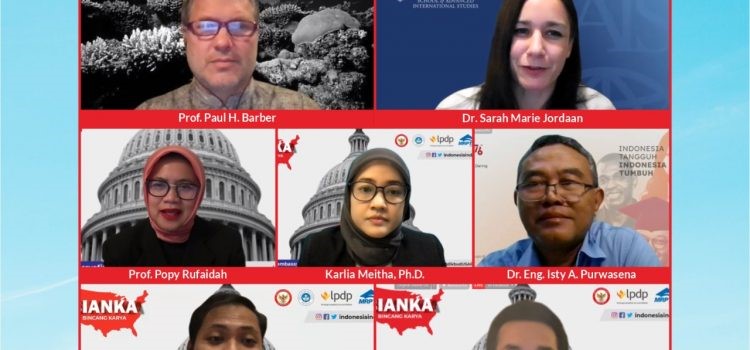 SCHOOL of ADVANCED
INTERNATIONAL STUDIES
Prof. Paul H. Barber
Dr. Sarah Marie Jordaan
lpdp
MRPT
INDONESIA
TANGGUH
INDONESIA
TUMBUH
Prof. Popy Rufaidah
Karlia Meitha, Ph.D.
Dr. Eng. Isty A. Purwasena
IANKA
BINCANG KARYA
lpdp
indonesiain
IANKA
BINCANG KARYA
lpdp
indonesiain